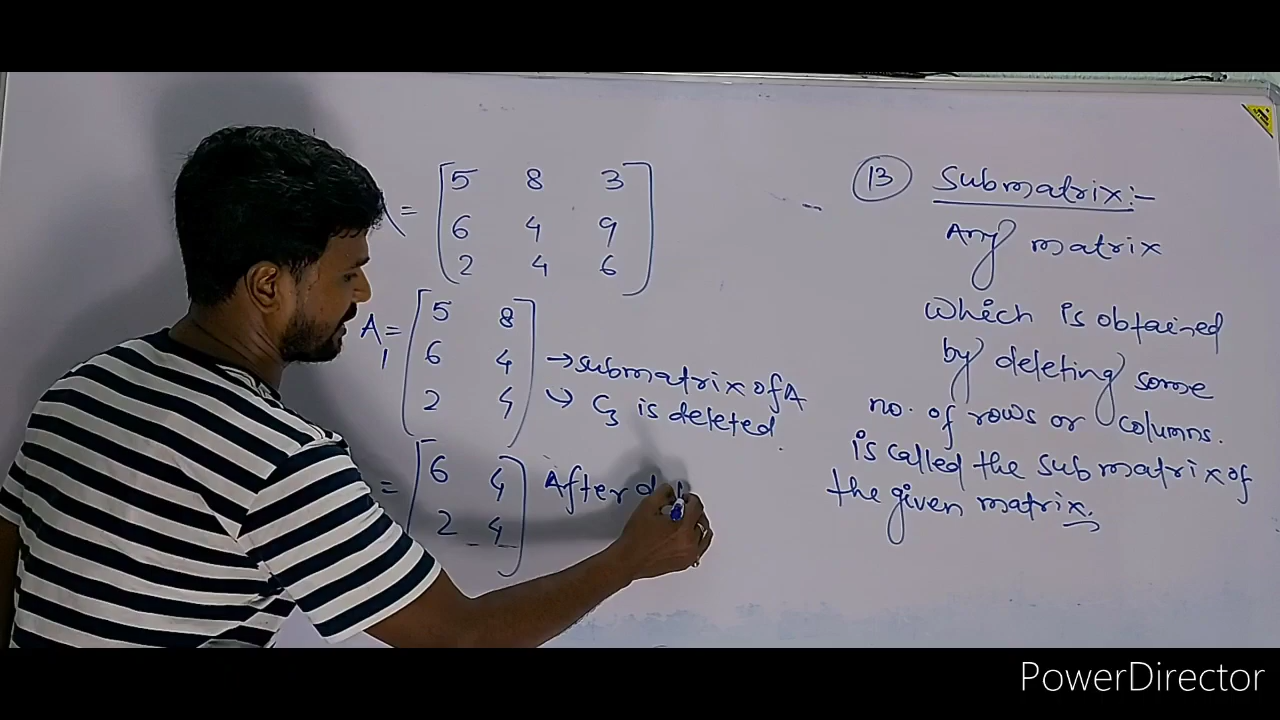 A = [5 8 3
6 4 9
2 4 6]
A1 = [5 8
6 4
2 4]
→ submatrix of A
↪ C3 is deleted.
= [6 4
2 4]
After d
13 Submatrix:-
Any matrix
which is obtained
by deleting some
no. of rows or columns.
is called the submatrix of
the given matrix.
PowerDirector